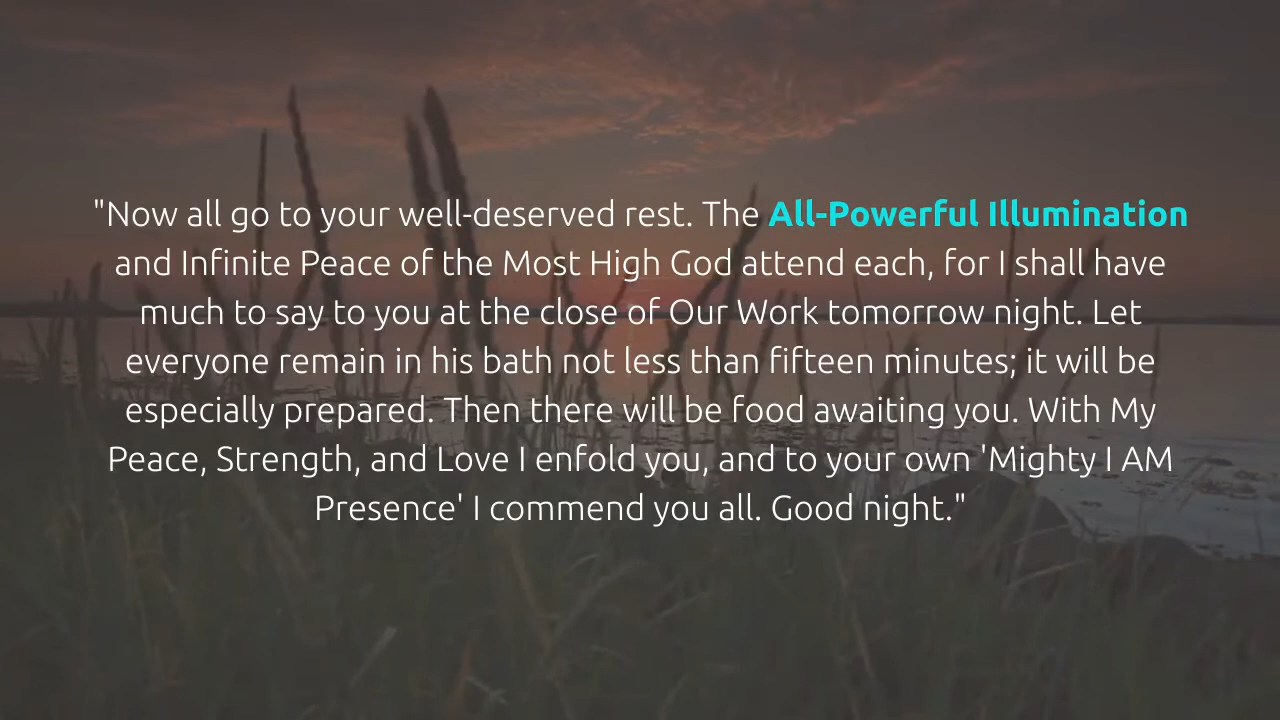 "Now all go to your well-deserved rest. The All-Powerful Illumination
and Infinite Peace of the Most High God attend each, for I shall have
much to say to you at the close of Our Work tomorrow night. Let
everyone remain in his bath not less than fifteen minutes; it will be
especially prepared. Then there will be food awaiting you. With My
Peace, Strength, and Love I enfold you, and to your own 'Mighty I AM
Presence' I commend you all. Good night."